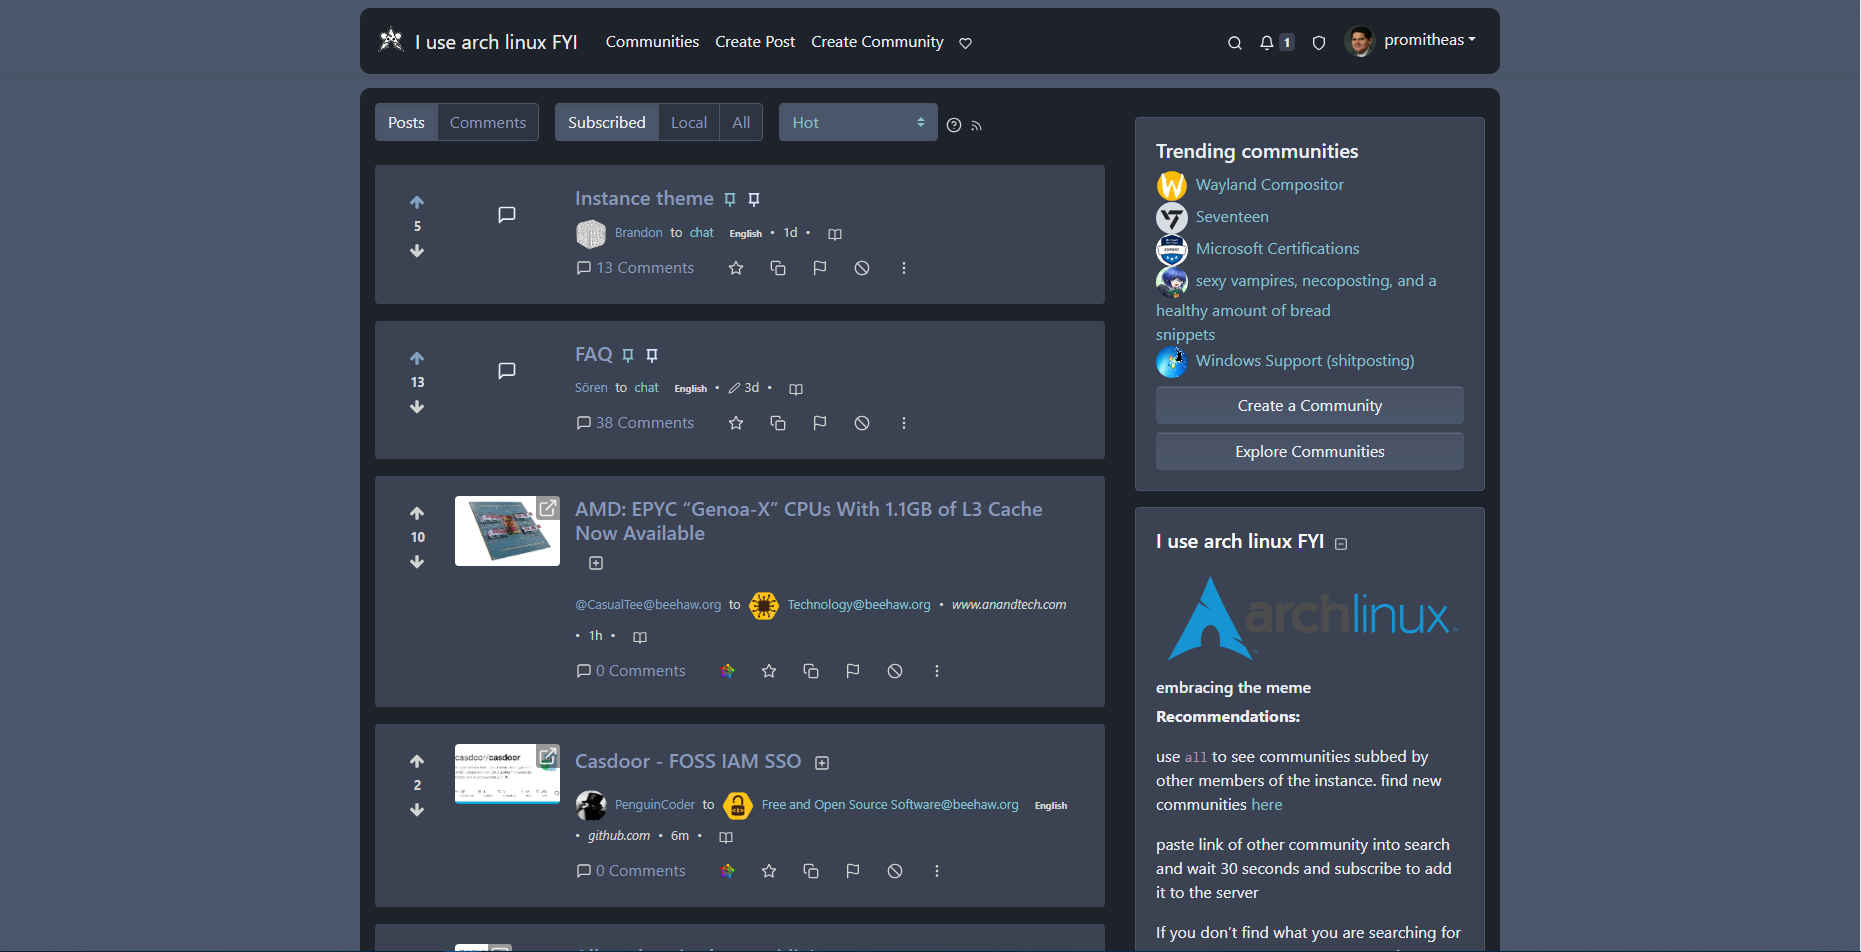 I use arch linux FYI Communities Create Post Create Community 1 promitheas
Posts Comments Subscribed Local All Hot
Instance theme
5
Brandon to chat English • 1d •
13 Comments
FAQ
13
Sören to chat English • 3d •
38 Comments
AMD: EPYC “Genoa-X” CPUs With 1.1GB of L3 Cache
Now Available
10
@CasualTee@beehaw.org to Technology@beehaw.org • www.anandtech.com
• 1h •
0 Comments
casdoor/casdoor
Casdoor - FOSS IAM SSO
2
PenguinCoder to Free and Open Source Software@beehaw.org English
• github.com • 6m •
0 Comments
Trending communities
Wayland Compositor
Seventeen
Microsoft Certifications
sexy vampires, necoposting, and a
healthy amount of bread
snippets
Windows Support (shitposting)
Create a Community
Explore Communities
I use arch linux FYI
archlinux
embracing the meme
Recommendations:
use all to see communities subbed by
other members of the instance. find new
communities here
paste link of other community into search
and wait 30 seconds and subscribe to add
it to the server
If you don’t find what you are searching for